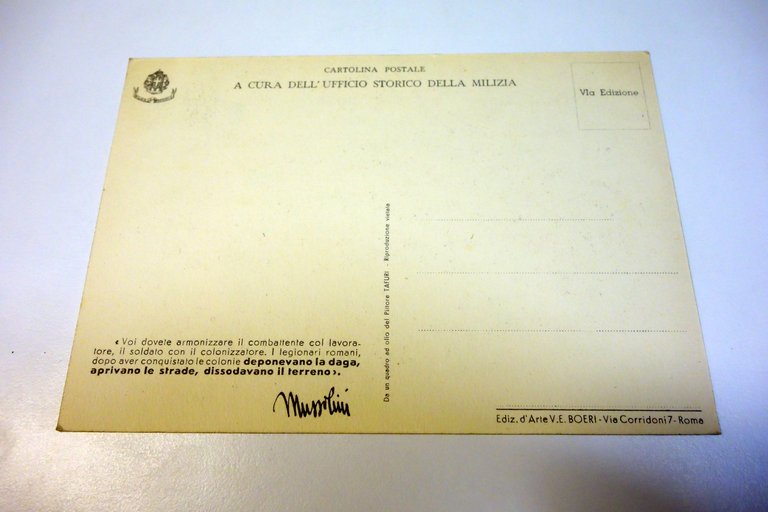 CARTOLINA POSTALE
A CURA DELL'UFFICIO STORICO DELLA MILIZIA
VIa Edizione
Da un quadro ad olio del Pittore TAFURI - Riproduzione vietata
« Voi dovete armonizzare il combattente col lavora-
tore, il soldato con il colonizzatore. I legionari romani,
dopo aver conquistato le colonie deponevano la daga,
aprivano le strade, dissodavano il terreno ».
Mussolini
Ediz. d'Arte V. E. BOERI - Via Corridoni 7 - Roma